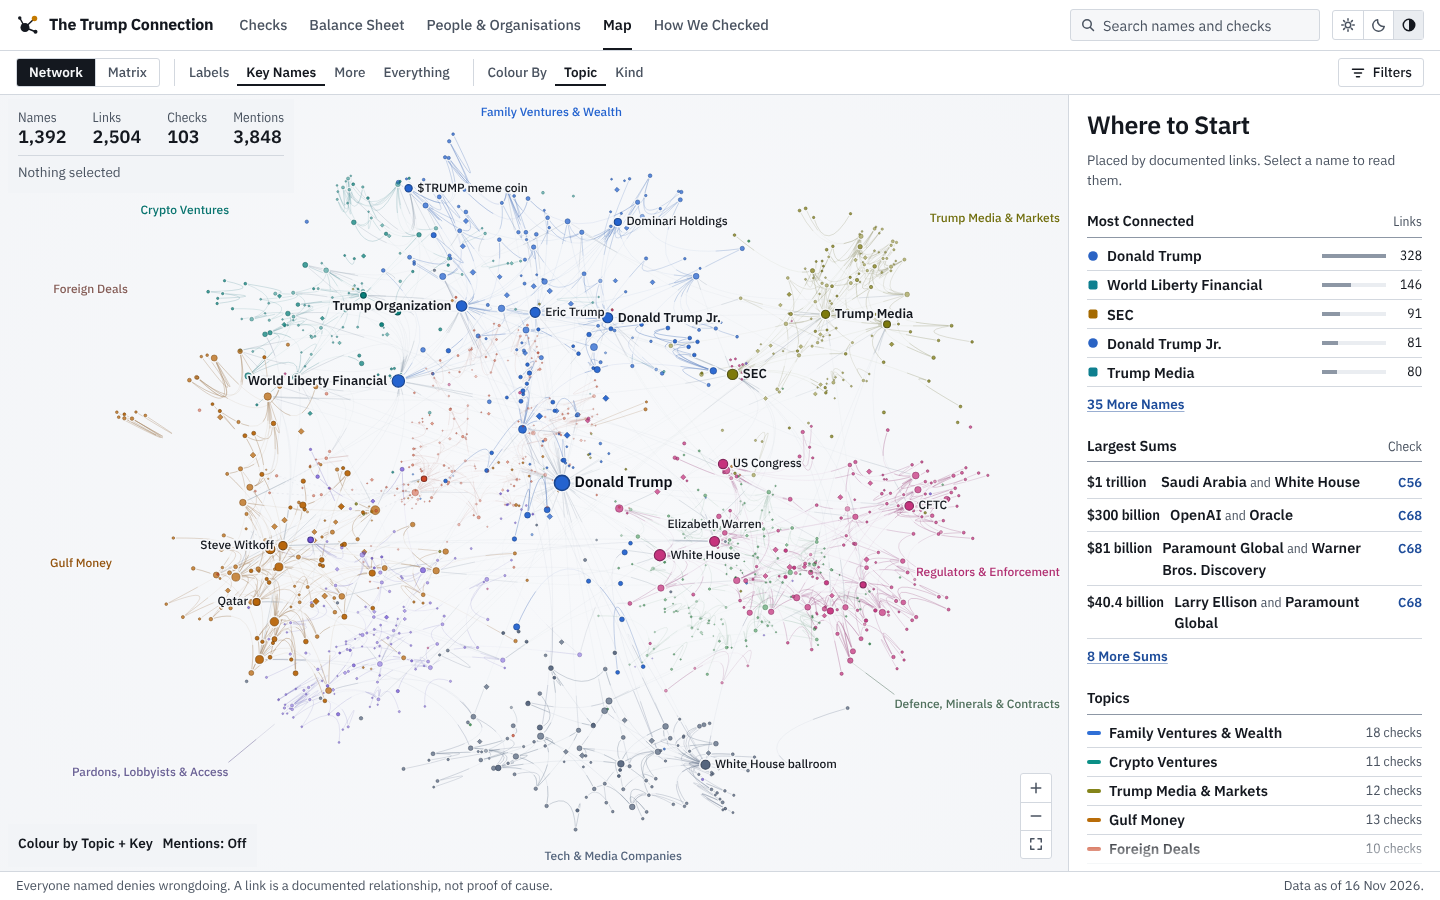 The Trump Connection
Checks
Balance Sheet
People & Organisations
Map
How We Checked
Search names and checks
Network
Matrix
Labels
Key Names
More
Everything
Colour By
Topic
Kind
Filters
Names Links Checks Mentions
1,392 2,504 103 3,848
Nothing selected
Family Ventures & Wealth
$TRUMP meme coin
Crypto Ventures
Dominari Holdings
Trump Media & Markets
Foreign Deals
Trump Organization
Eric Trump
Donald Trump Jr.
Trump Media
World Liberty Financial
SEC
US Congress
Donald Trump
CFTC
Elizabeth Warren
Steve Witkoff
White House
Gulf Money
Regulators & Enforcement
Qatar
Defence, Minerals & Contracts
White House ballroom
Pardons, Lobbyists & Access
Colour by Topic + Key Mentions: Off
Tech & Media Companies
Where to Start
Placed by documented links. Select a name to read
them.
Most Connected Links
Donald Trump 328
World Liberty Financial 146
SEC 91
Donald Trump Jr. 81
Trump Media 80
35 More Names
Largest Sums Check
$1 trillion Saudi Arabia and White House C56
$300 billion OpenAI and Oracle C68
$81 billion Paramount Global and Warner C68
Bros. Discovery
$40.4 billion Larry Ellison and Paramount C68
Global
8 More Sums
Topics
Family Ventures & Wealth 18 checks
Crypto Ventures 11 checks
Trump Media & Markets 12 checks
Gulf Money 13 checks
Foreign Deals 10 checks
Everyone named denies wrongdoing. A link is a documented relationship, not proof of cause.
Data as of 16 Nov 2026.